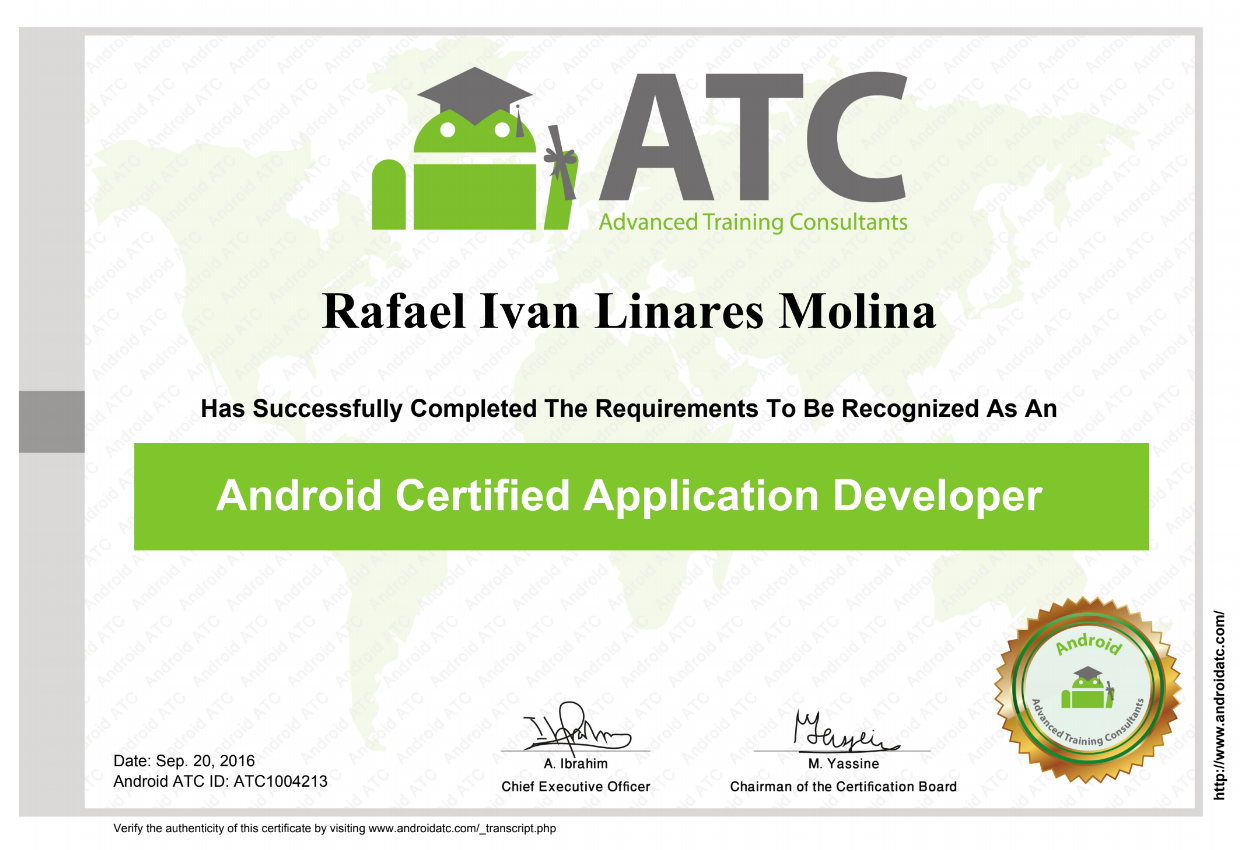 ATC
Advanced Training Consultants
Rafael Ivan Linares Molina
Has Successfully Completed The Requirements To Be Recognized As An
Android Certified Application Developer
Android
Advanced Training Consultants
Date: Sep. 20, 2016
Android ATC ID: ATC1004213
A. Ibrahim
Chief Executive Officer
M. Yassine
Chairman of the Certification Board
http://www.androidatc.com/
Verify the authenticity of this certificate by visiting www.androidatc.com/_transcript.php